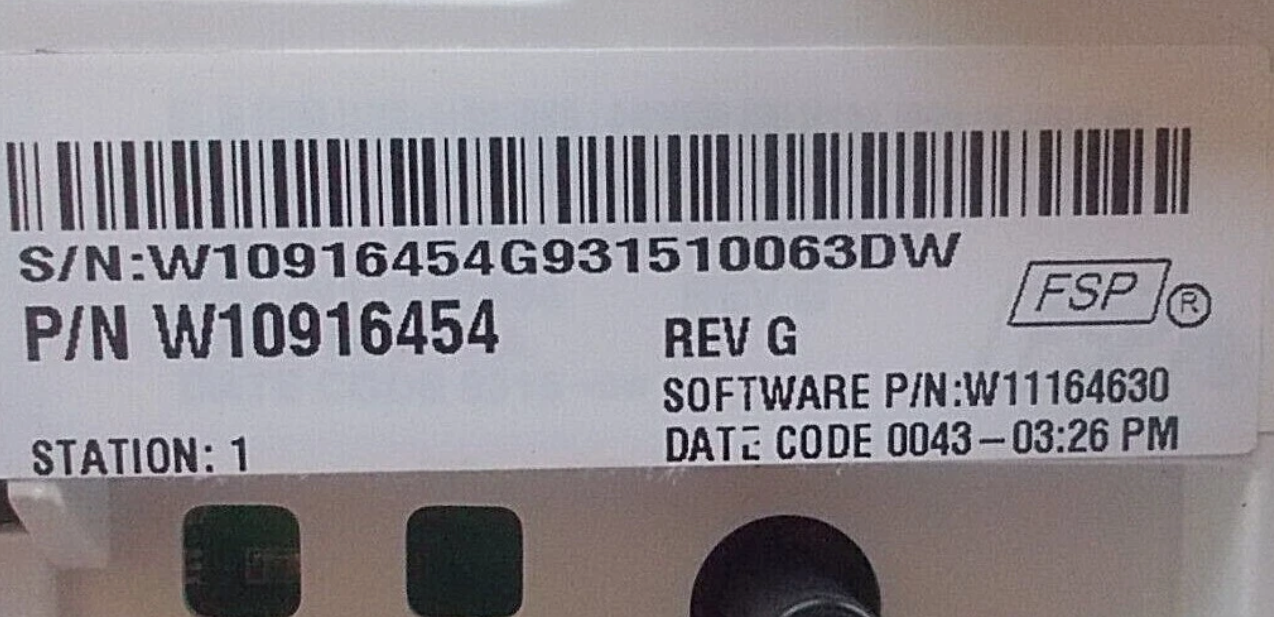 S/N:W10916454G931510063DW
P/N W10916454
FSP ®
REV G
SOFTWARE P/N:W11164630
STATION: 1
DATE CODE 0043-03:26 PM